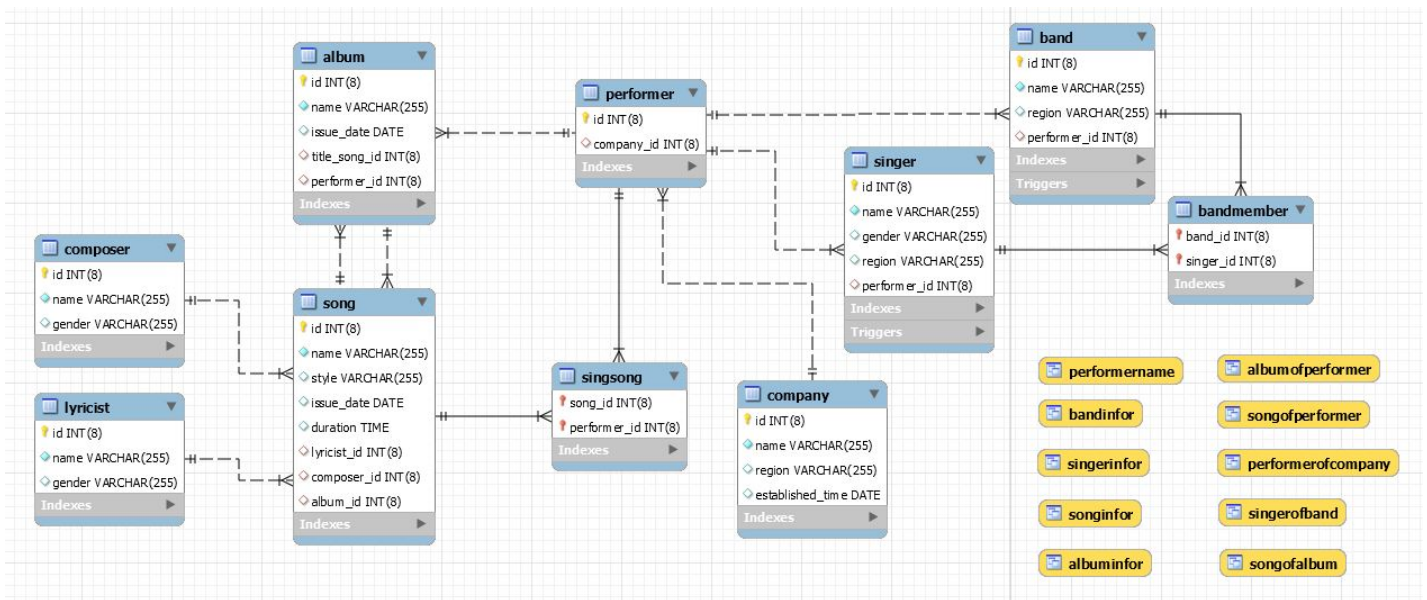 album
id INT(8)
name VARCHAR(255)
issue_date DATE
title_song_id INT(8)
performer_id INT(8)
Indexes
performer
id INT(8)
company_id INT(8)
Indexes
band
id INT(8)
name VARCHAR(255)
region VARCHAR(255)
performer_id INT(8)
Indexes
Triggers
singer
id INT(8)
name VARCHAR(255)
gender VARCHAR(255)
region VARCHAR(255)
performer_id INT(8)
Indexes
Triggers
bandmember
band_id INT(8)
singer_id INT(8)
Indexes
composer
id INT(8)
name VARCHAR(255)
gender VARCHAR(255)
Indexes
song
id INT(8)
name VARCHAR(255)
style VARCHAR(255)
issue_date DATE
duration TIME
lyricist_id INT(8)
composer_id INT(8)
album_id INT(8)
Indexes
lyricist
id INT(8)
name VARCHAR(255)
gender VARCHAR(255)
Indexes
singsong
song_id INT(8)
performer_id INT(8)
Indexes
company
id INT(8)
name VARCHAR(255)
region VARCHAR(255)
established_time DATE
Indexes
performername
albumofperformer
bandinfor
songofperformer
singerinfor
performerofcompany
songinfor
singerofband
albuminfor
songofalbum